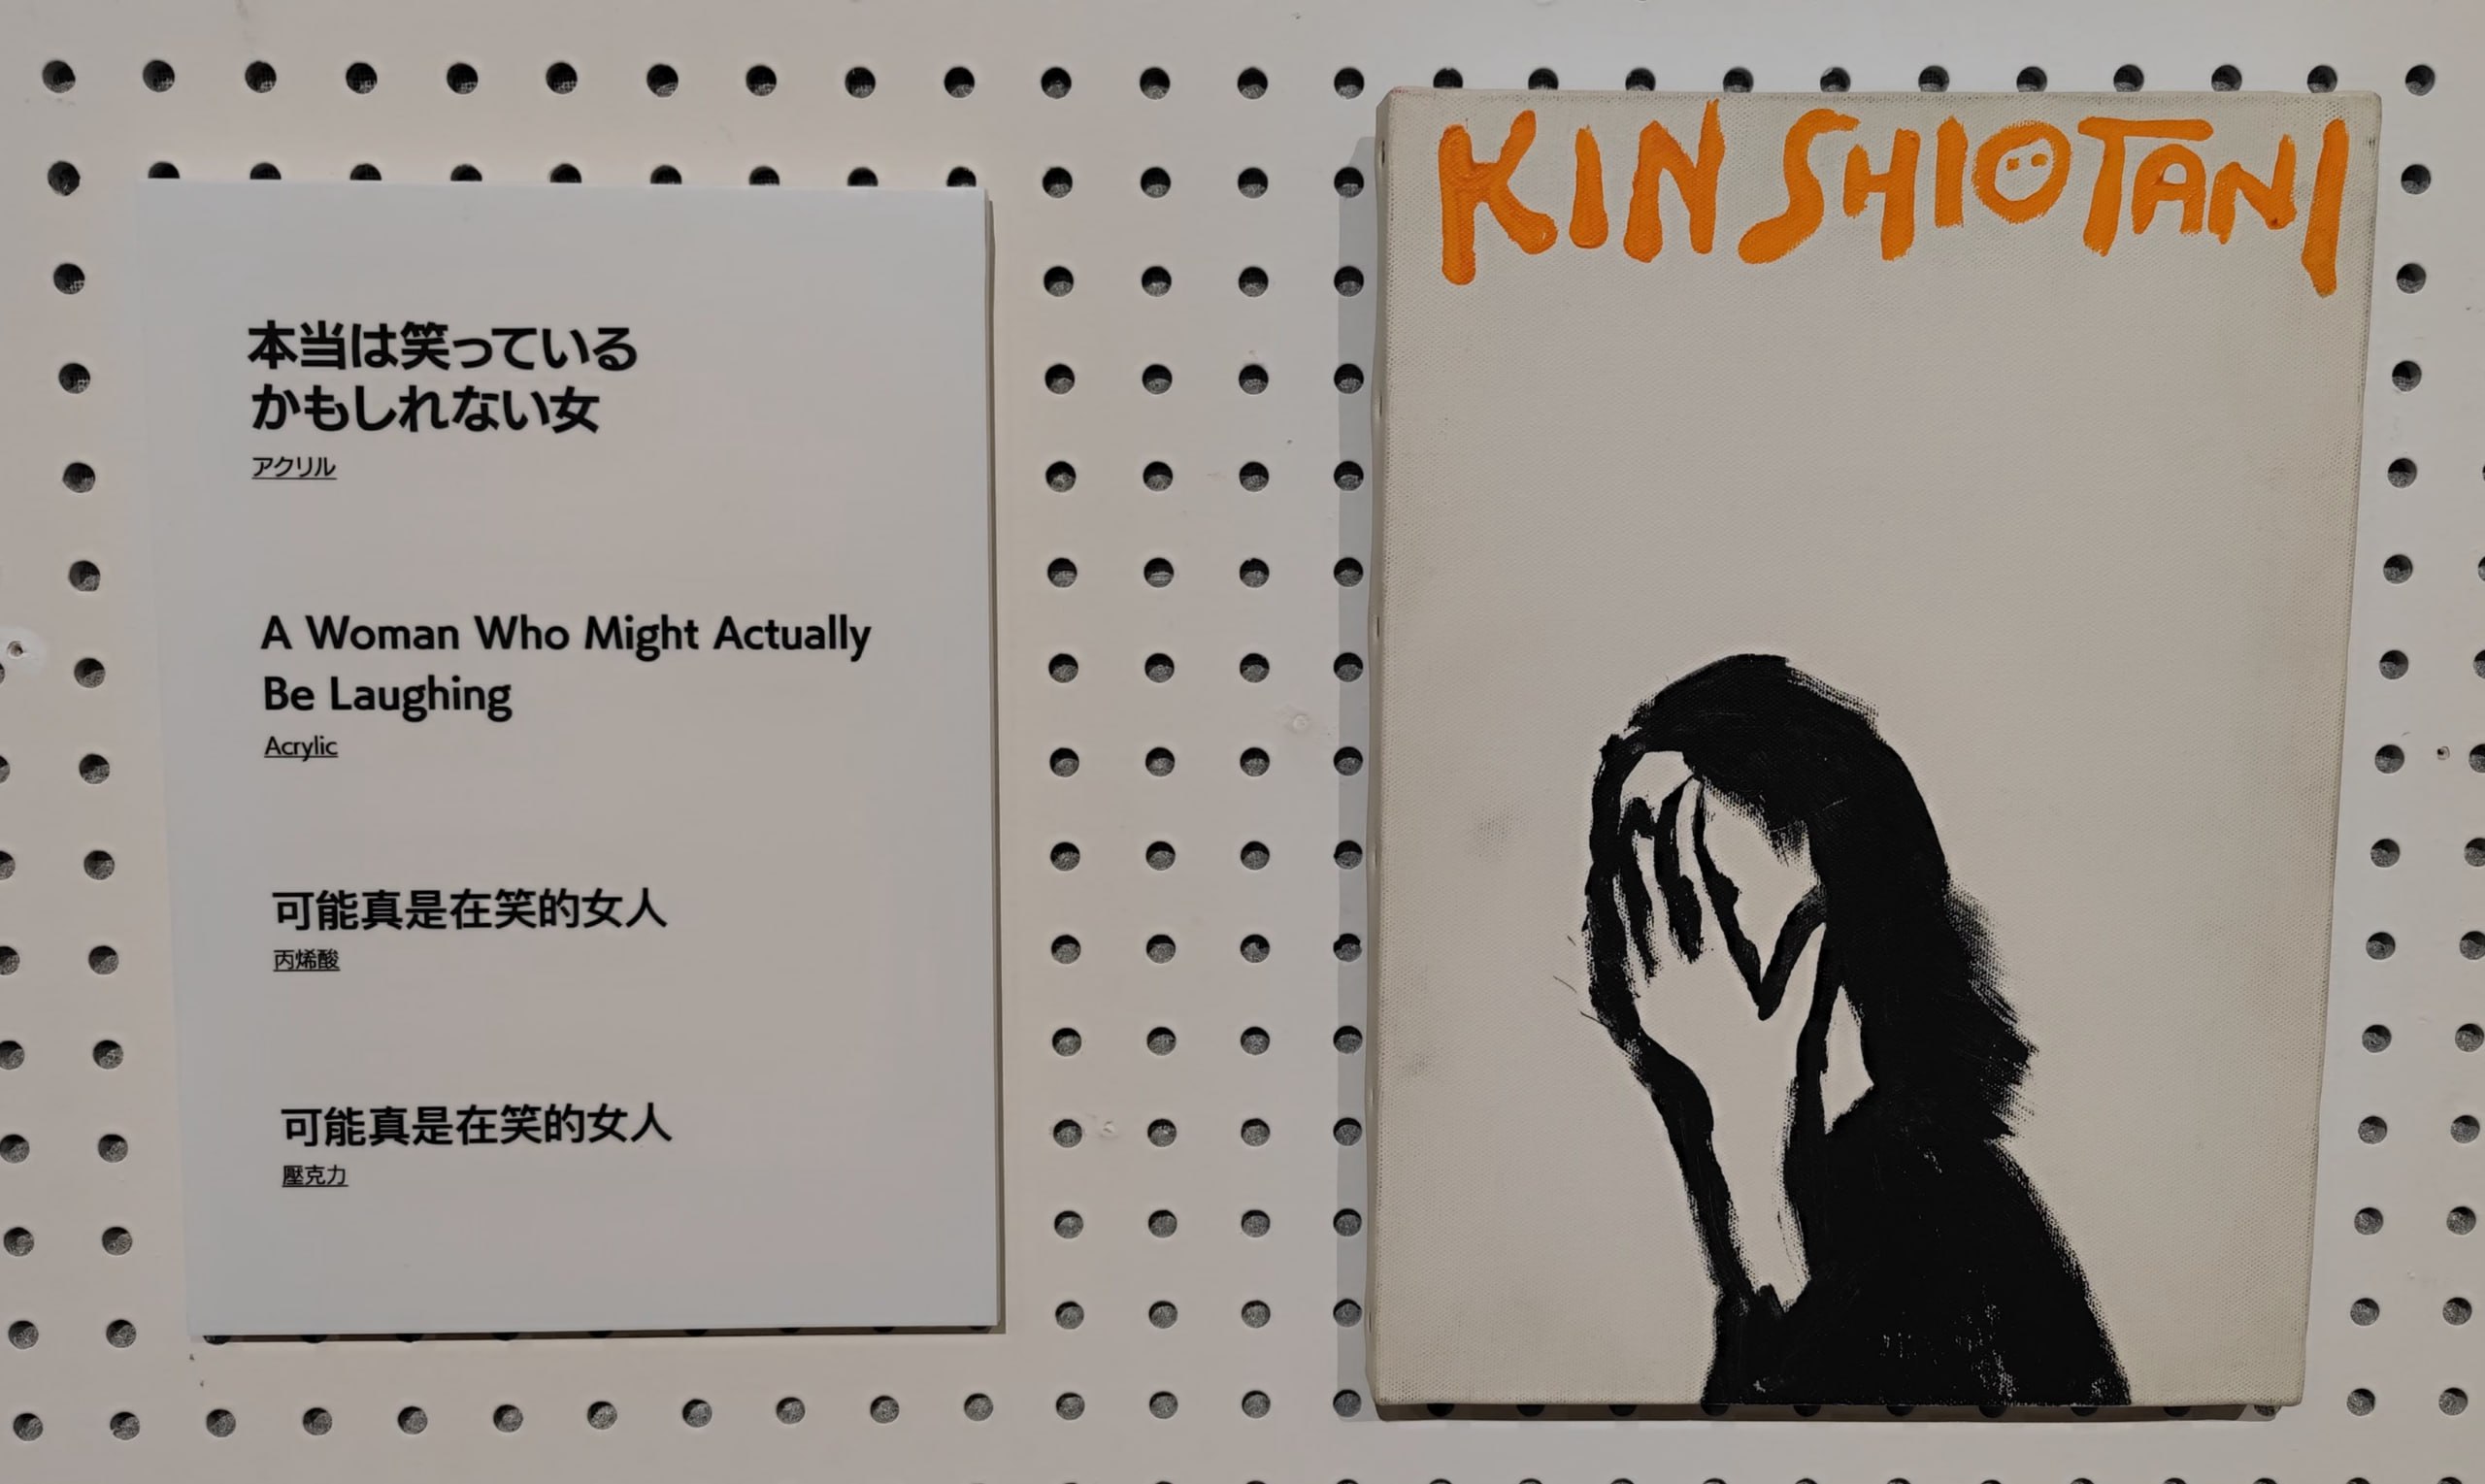 本当は笑っている
かもしれない女
アクリル
A Woman Who Might Actually
Be Laughing
Acrylic
可能真是在笑的女人
丙烯酸
可能真是在笑的女人
壓克力
KIN SHIOTANI